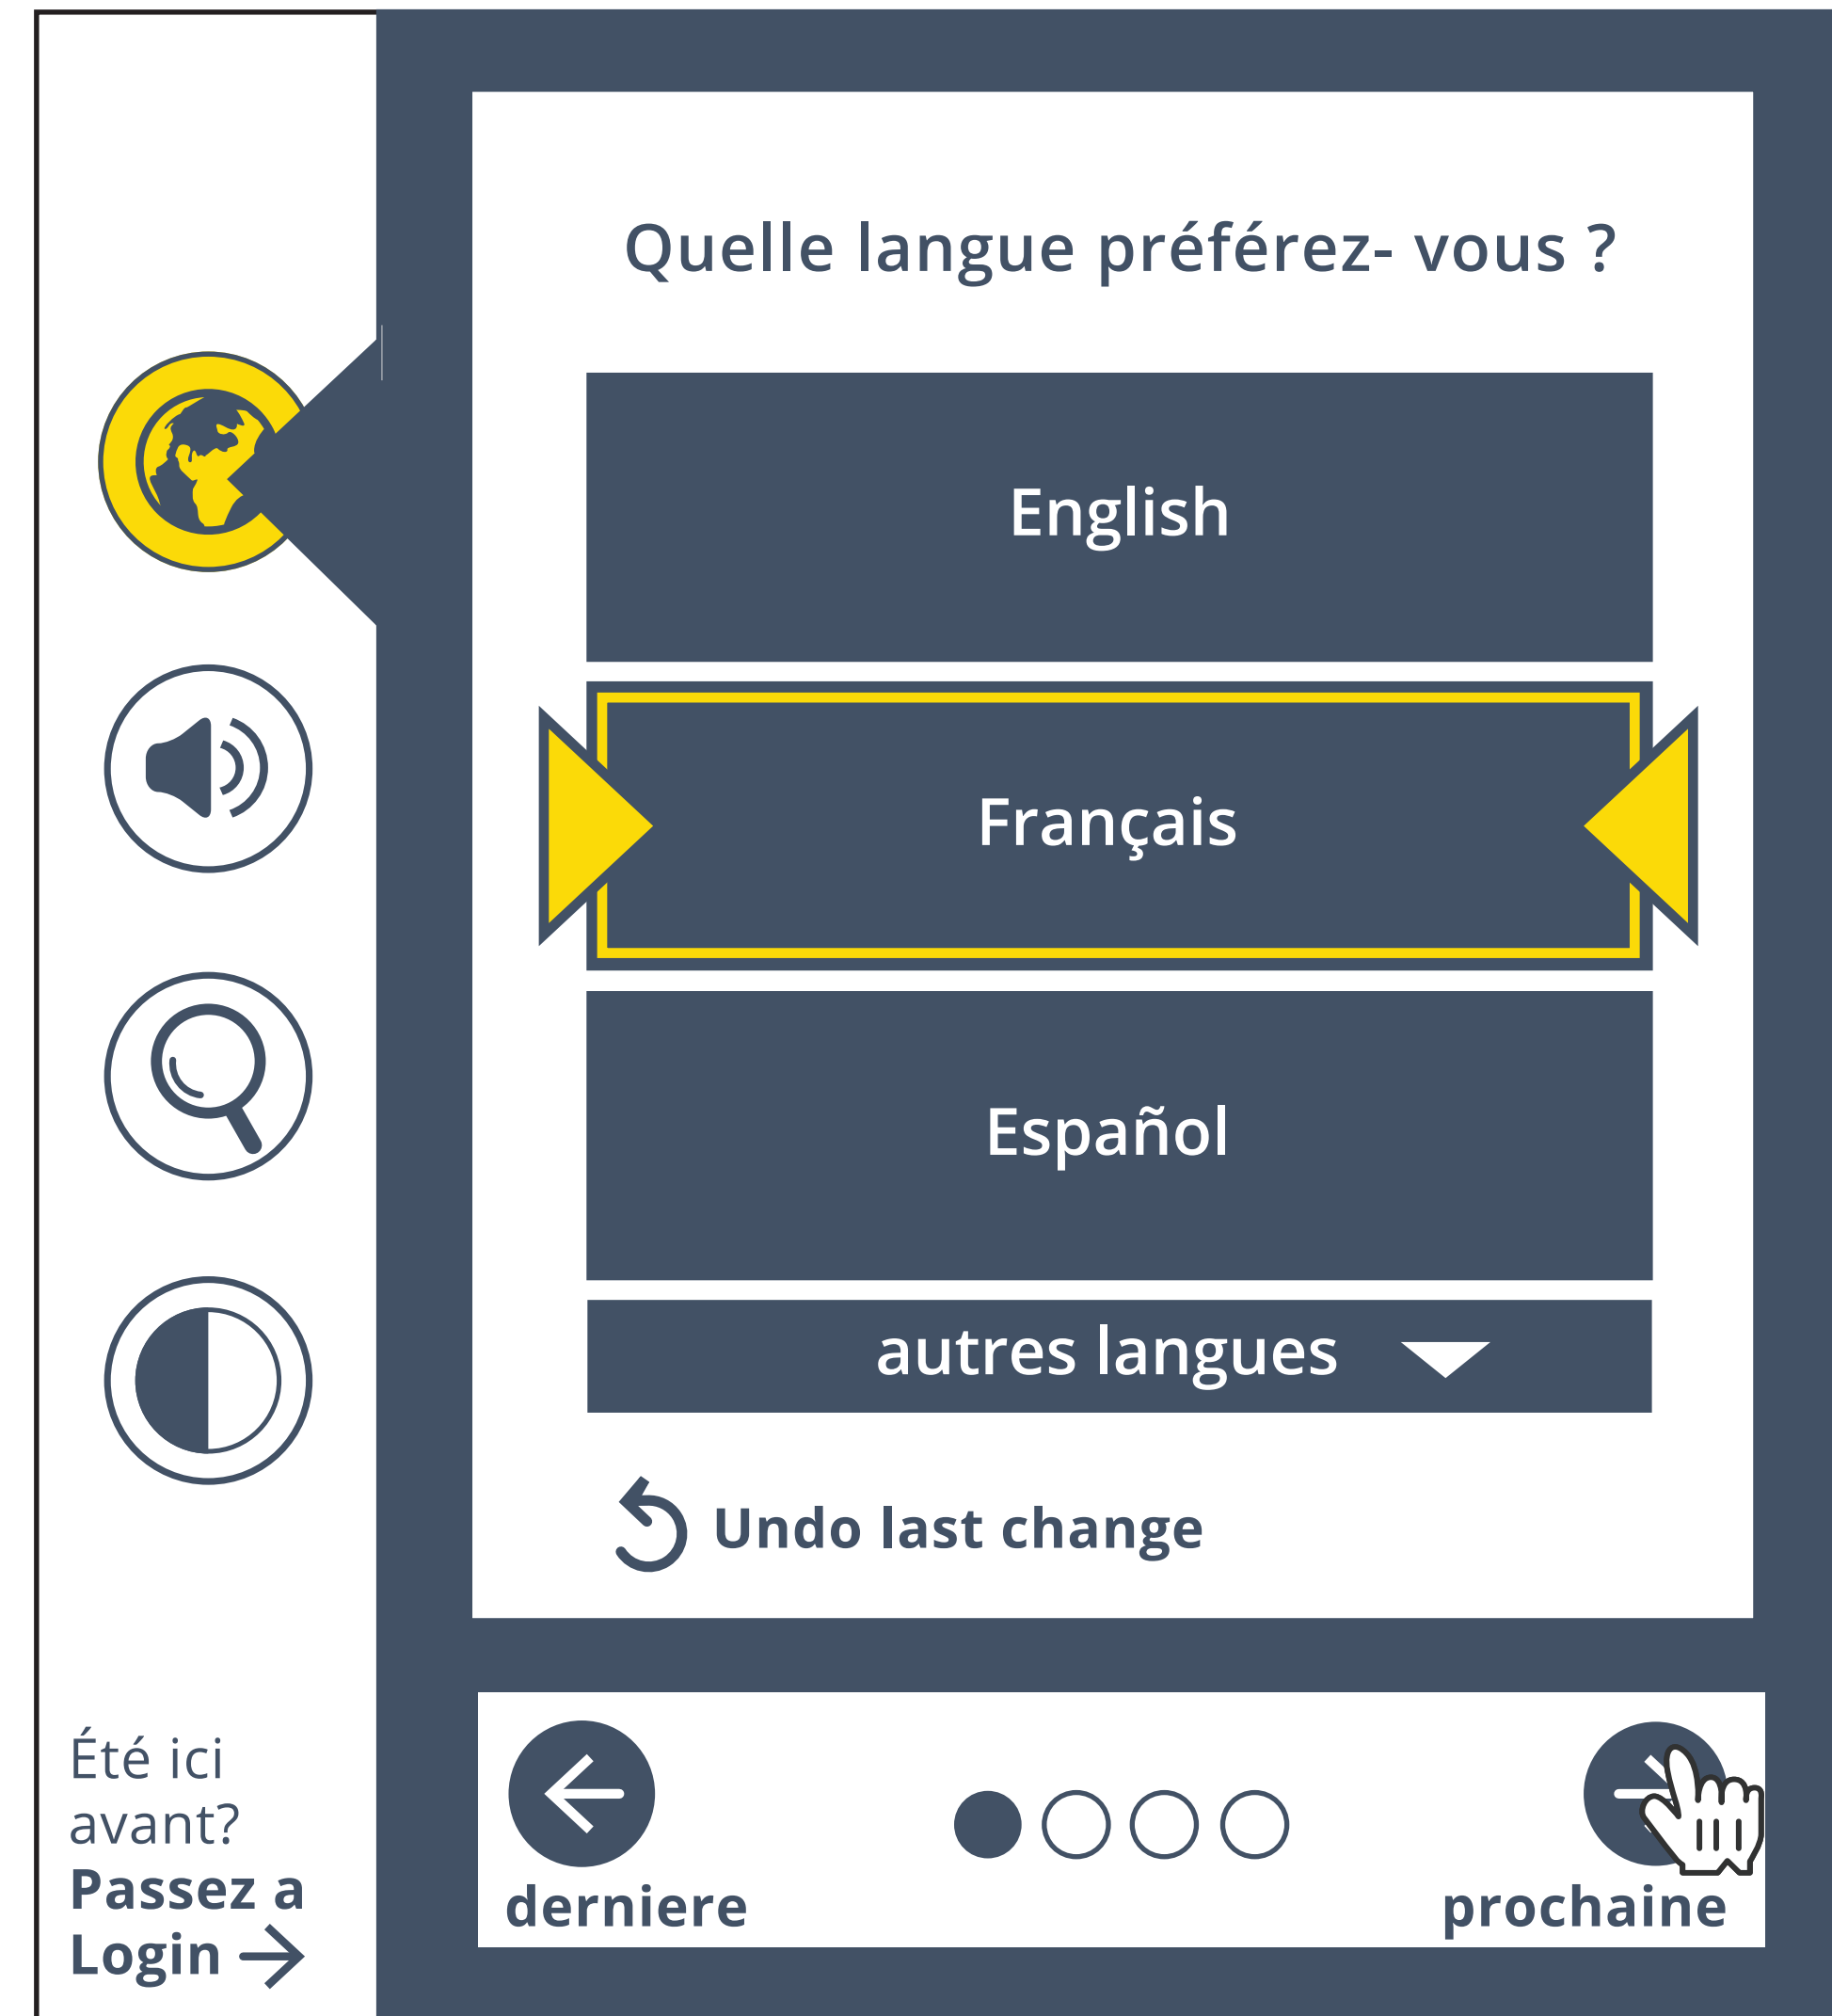 Quelle langue préférez- vous ?
English
Français
Español
autres langues
Undo last change
Été ici
avant?
Passez a
Login
derniere
prochaine